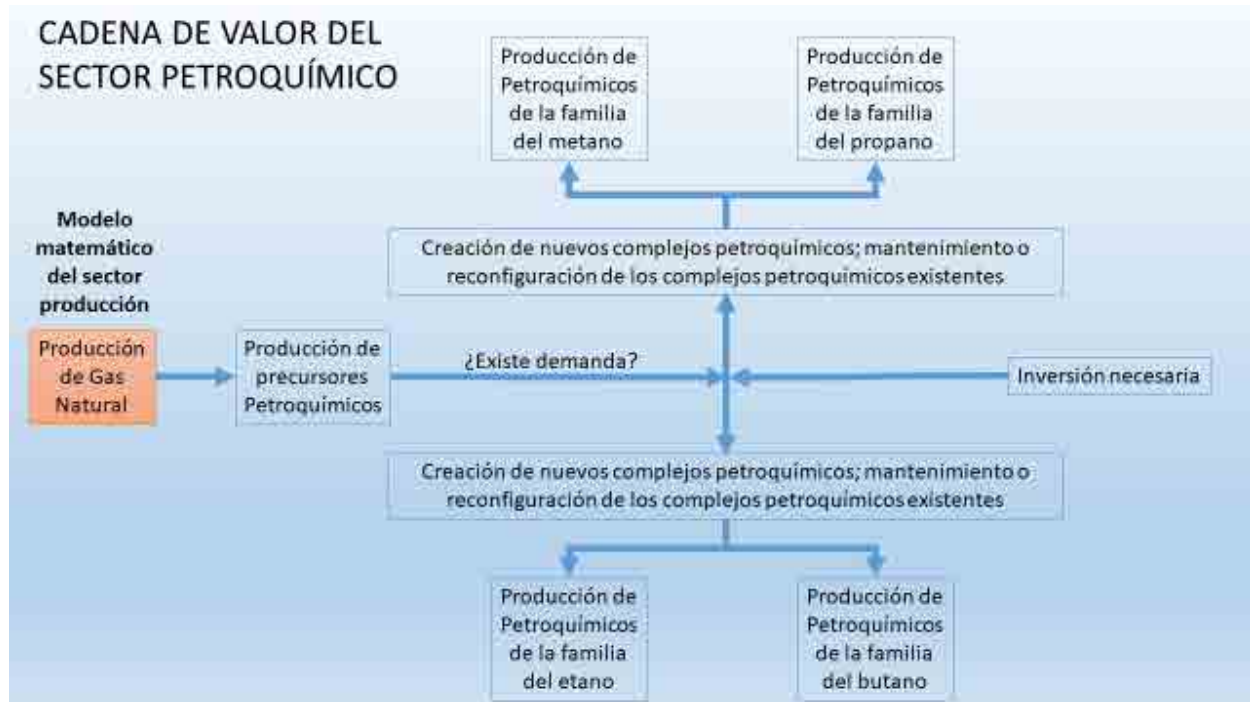 CADENA DE VALOR DEL
SECTOR PETROQUÍMICO
Producción de
Petroquímicos
de la familia
del metano
Producción de
Petroquímicos
de la familia
del propano
Modelo
matemático
del sector
producción
Creación de nuevos complejos petroquímicos; mantenimiento o
reconfiguración de los complejos petroquímicos existentes
Producción
de Gas
Natural
Producción de
precursores
Petroquímicos
¿Existe demanda?
Inversión necesaria
Creación de nuevos complejos petroquímicos; mantenimiento o
reconfiguración de los complejos petroquímicos existentes
Producción de
Petroquímicos
de la familia
del etano
Producción de
Petroquímicos
de la familia
del butano